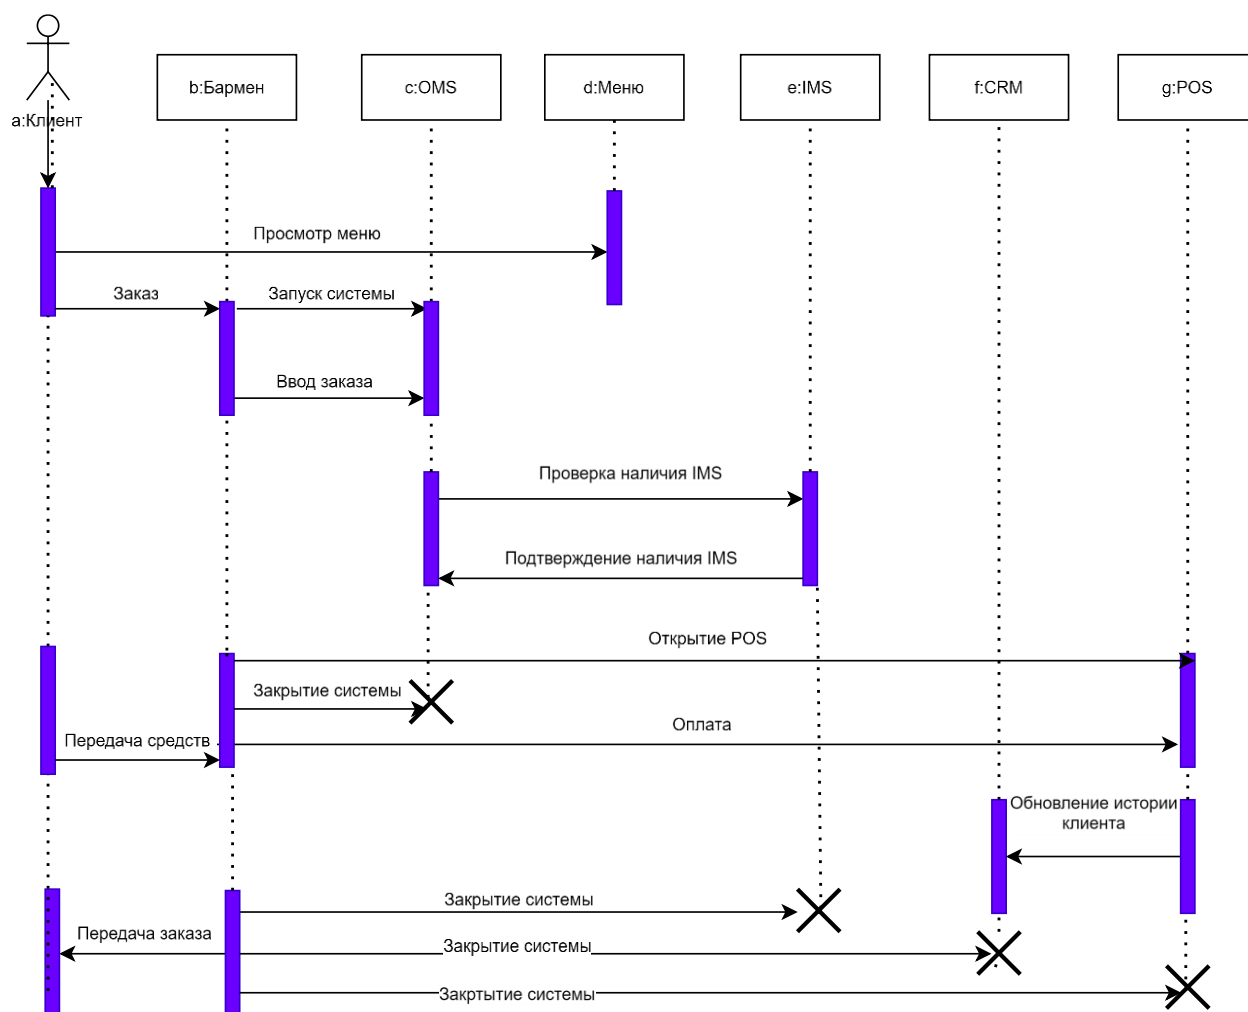 a:Клиент
b:Бармен
c:OMS
d:Меню
e:IMS
f:CRM
g:POS
Просмотр меню
Заказ
Запуск системы
Ввод заказа
Проверка наличия IMS
Подтверждение наличия IMS
Открытие POS
Закрытие системы
Оплата
Передача средств
Обновление истории
клиента
Закрытие системы
Передача заказа
Закрытие системы
Закртытие системы